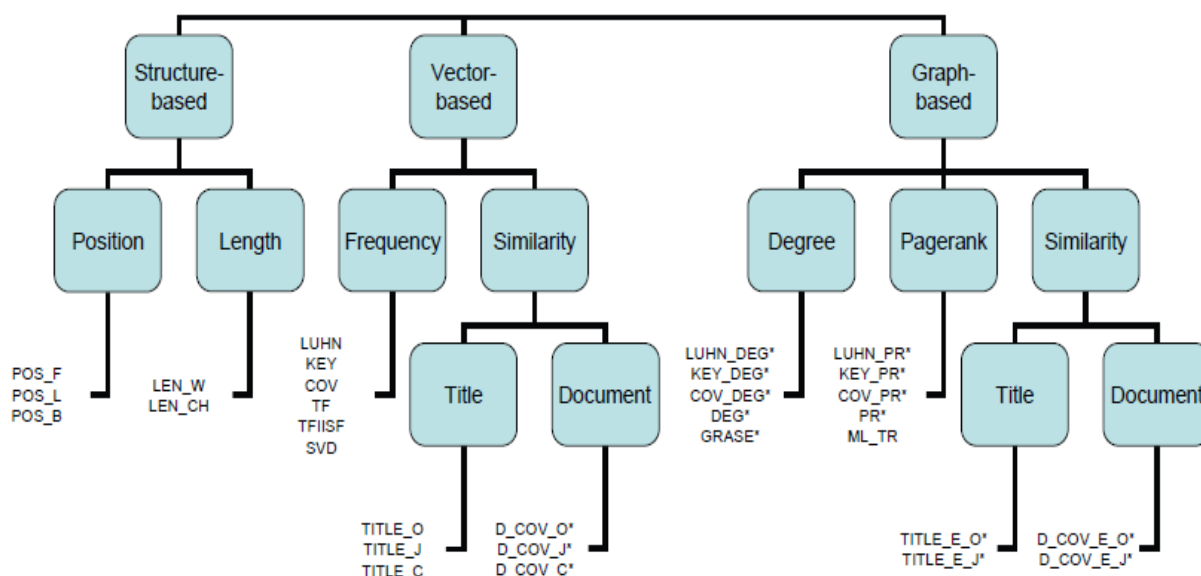 Structure-
based
Vector-
based
Graph-
based
Position
Length
Frequency
Similarity
Degree
Pagerank
Similarity
POS_F
POS_L
POS_B
LEN_W
LEN_CH
LUHN
KEY
COV
TF
TFIISF
SVD
Title
Document
LUHN_DEG*
KEY_DEG*
COV_DEG*
DEG*
GRASE*
LUHN_PR*
KEY_PR*
COV_PR*
PR*
ML_TR
Title
Document
TITLE_O
TITLE_J
TITLE_C
D_COV_O*
D_COV_J*
D_COV_C*
TITLE_E_O*
TITLE_E_J*
D_COV_E_O*
D_COV_E_J*